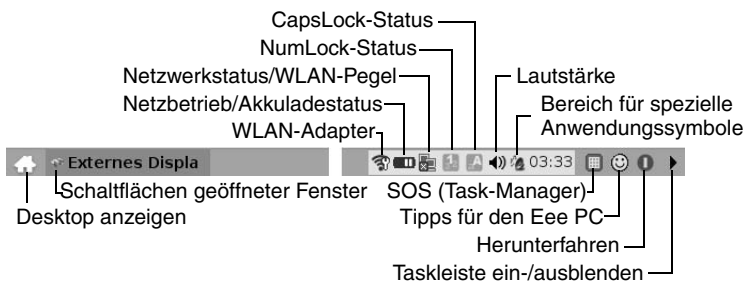 CapsLock-Status
NumLock-Status
Netzwerkstatus/WLAN-Pegel
Lautstärke
Netzbetrieb/Akkuladestatus
Bereich für spezielle
Anwendungssymbole
WLAN-Adapter
Externes Displa
1
A
03:33
Schaltflächen geöffneter Fenster
SOS (Task-Manager)
Desktop anzeigen
Tipps für den Eee PC
Herunterfahren
Taskleiste ein-/ausblenden